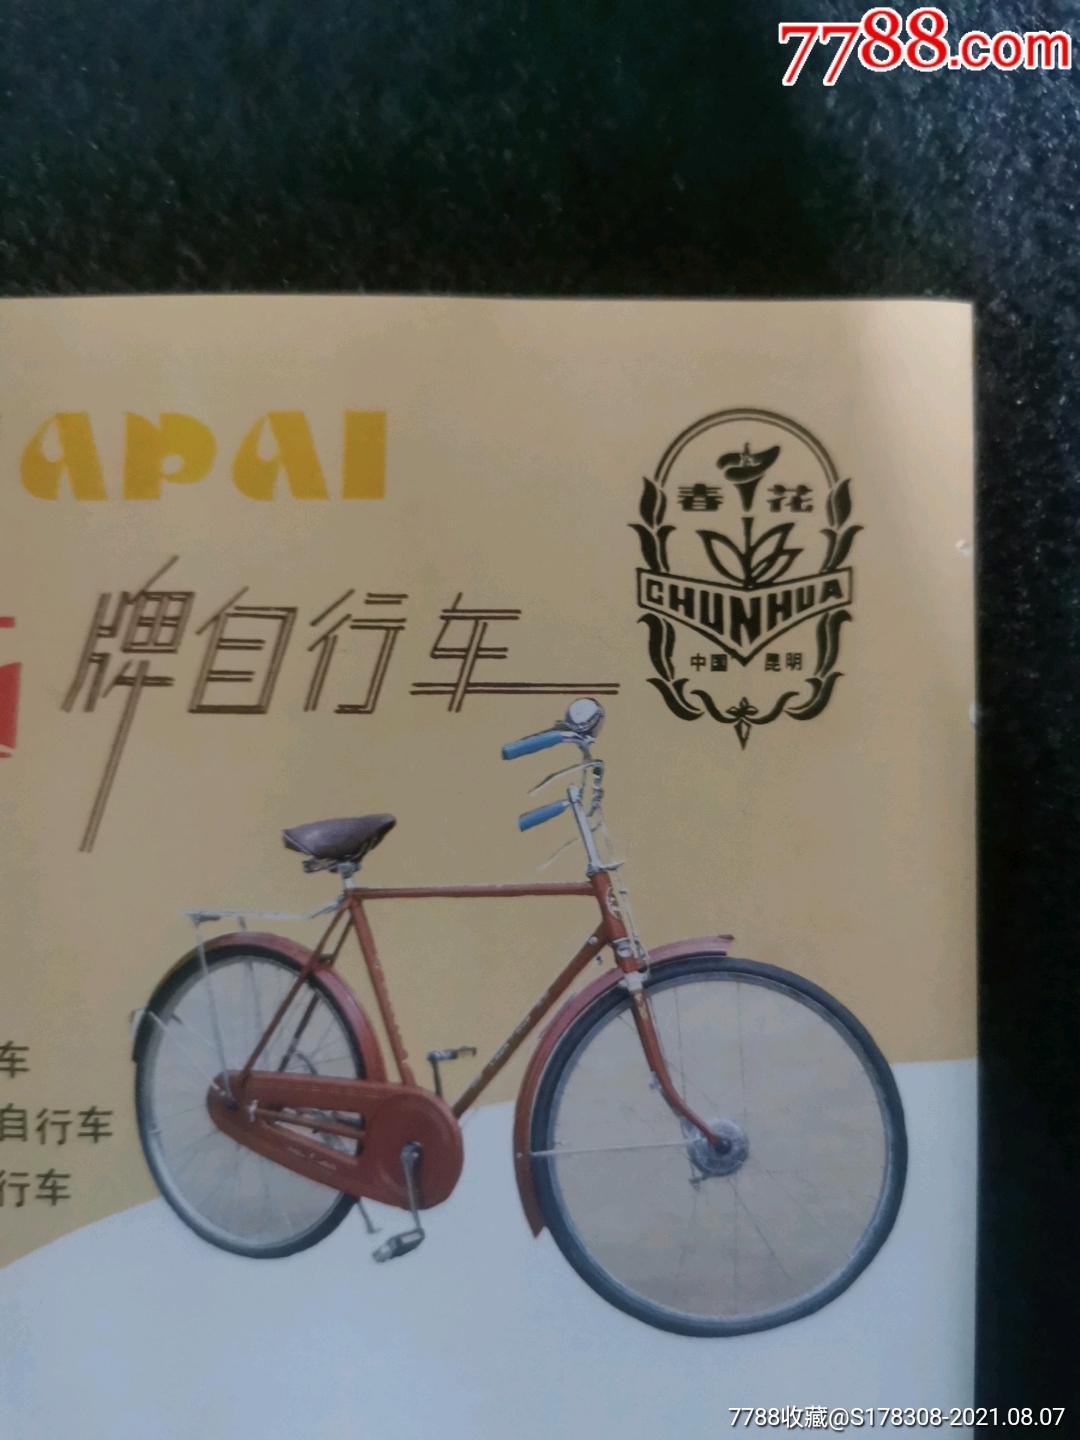 7788.com
APAI
春花
CHUNHUA
中国 昆明
牌自行车
车
自行车
行车
7788收藏@S178308-2021.08.07